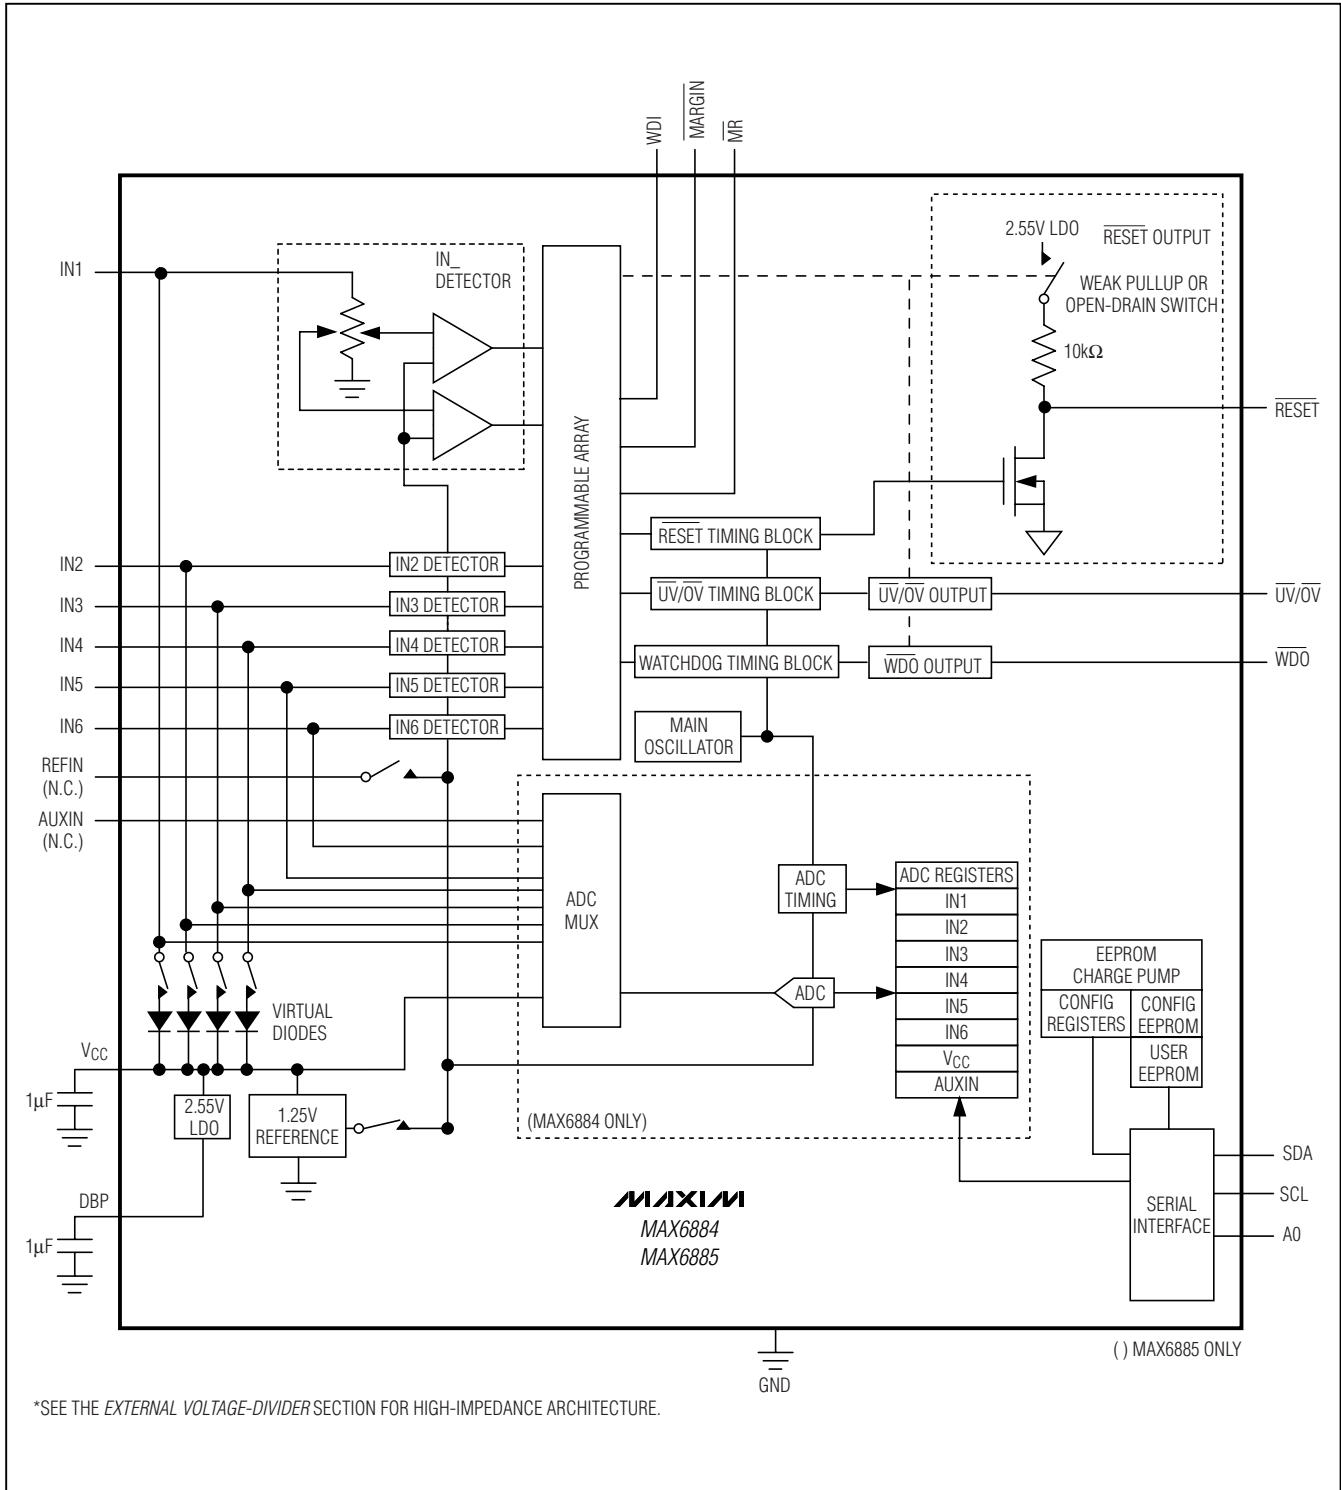 WDI
MARGIN
MR
IN1
IN_
DETECTOR
2.55V LDO
RESET OUTPUT
WEAK PULLUP OR
OPEN-DRAIN SWITCH
10kΩ
RESET
PROGRAMMABLE ARRAY
RESET TIMING BLOCK
IN2
IN2 DETECTOR
IN3
IN3 DETECTOR
UV/OV TIMING BLOCK
UV/OV OUTPUT
UV/OV
IN4
IN4 DETECTOR
WATCHDOG TIMING BLOCK
WDO OUTPUT
WDO
IN5
IN5 DETECTOR
IN6
IN6 DETECTOR
MAIN
OSCILLATOR
REFIN
(N.C.)
AUXIN
(N.C.)
ADC
MUX
ADC
TIMING
ADC
ADC REGISTERS
IN1
IN2
IN3
IN4
IN5
IN6
VCC
AUXIN
EEPROM
CHARGE PUMP
CONFIG
REGISTERS
CONFIG
EEPROM
USER
EEPROM
VIRTUAL
DIODES
VCC
1µF
2.55V
LDO
1.25V
REFERENCE
(MAX6884 ONLY)
DBP
1µF
MAXIM
MAX6884
MAX6885
SERIAL
INTERFACE
SDA
SCL
A0
GND
( ) MAX6885 ONLY
*SEE THE EXTERNAL VOLTAGE-DIVIDER SECTION FOR HIGH-IMPEDANCE ARCHITECTURE.